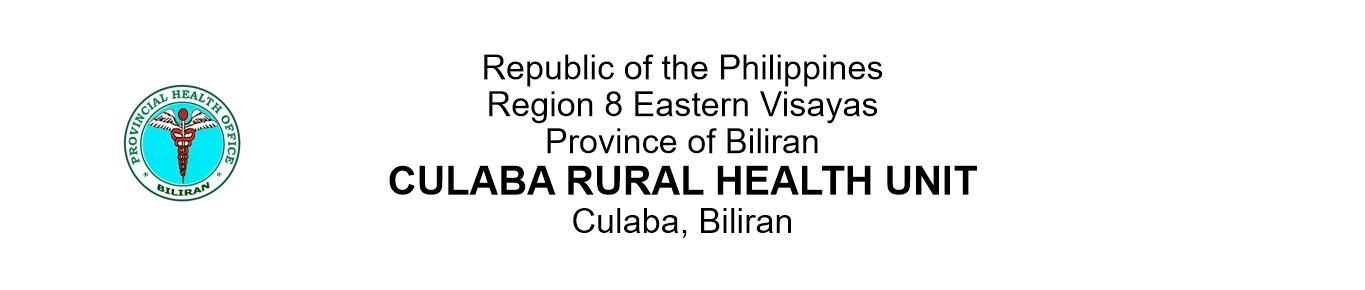 Republic of the Philippines
Region 8 Eastern Visayas
Province of Biliran
CULABA RURAL HEALTH UNIT
Culaba, Biliran
PROVINCIAL HEALTH OFFICE
* BILIRAN *